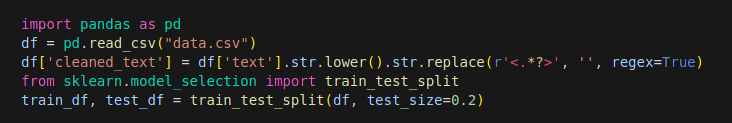 import pandas as pd
df = pd.read_csv("data.csv")
df['cleaned_text'] = df['text'].str.lower().str.replace(r'<.*?>', '', regex=True)
from sklearn.model_selection import train_test_split
train_df, test_df = train_test_split(df, test_size=0.2)